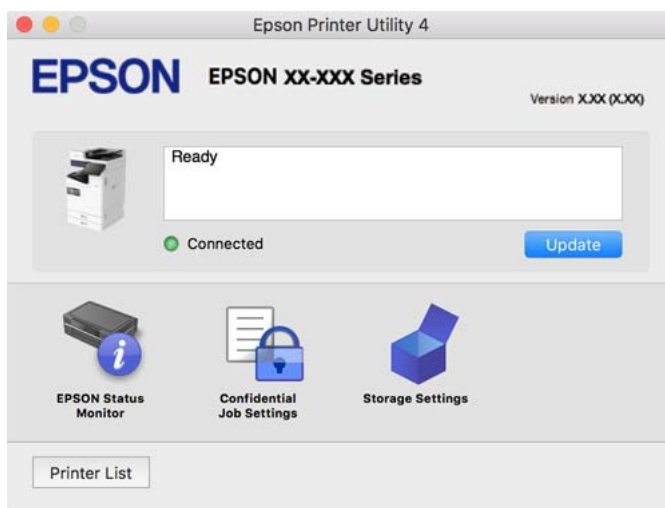 Epson Printer Utility 4
EPSON
EPSON XX-XXX Series
Version X.XX (X.XX)
Ready
Connected
Update
EPSON Status
Monitor
Confidential
Job Settings
Storage Settings
Printer List